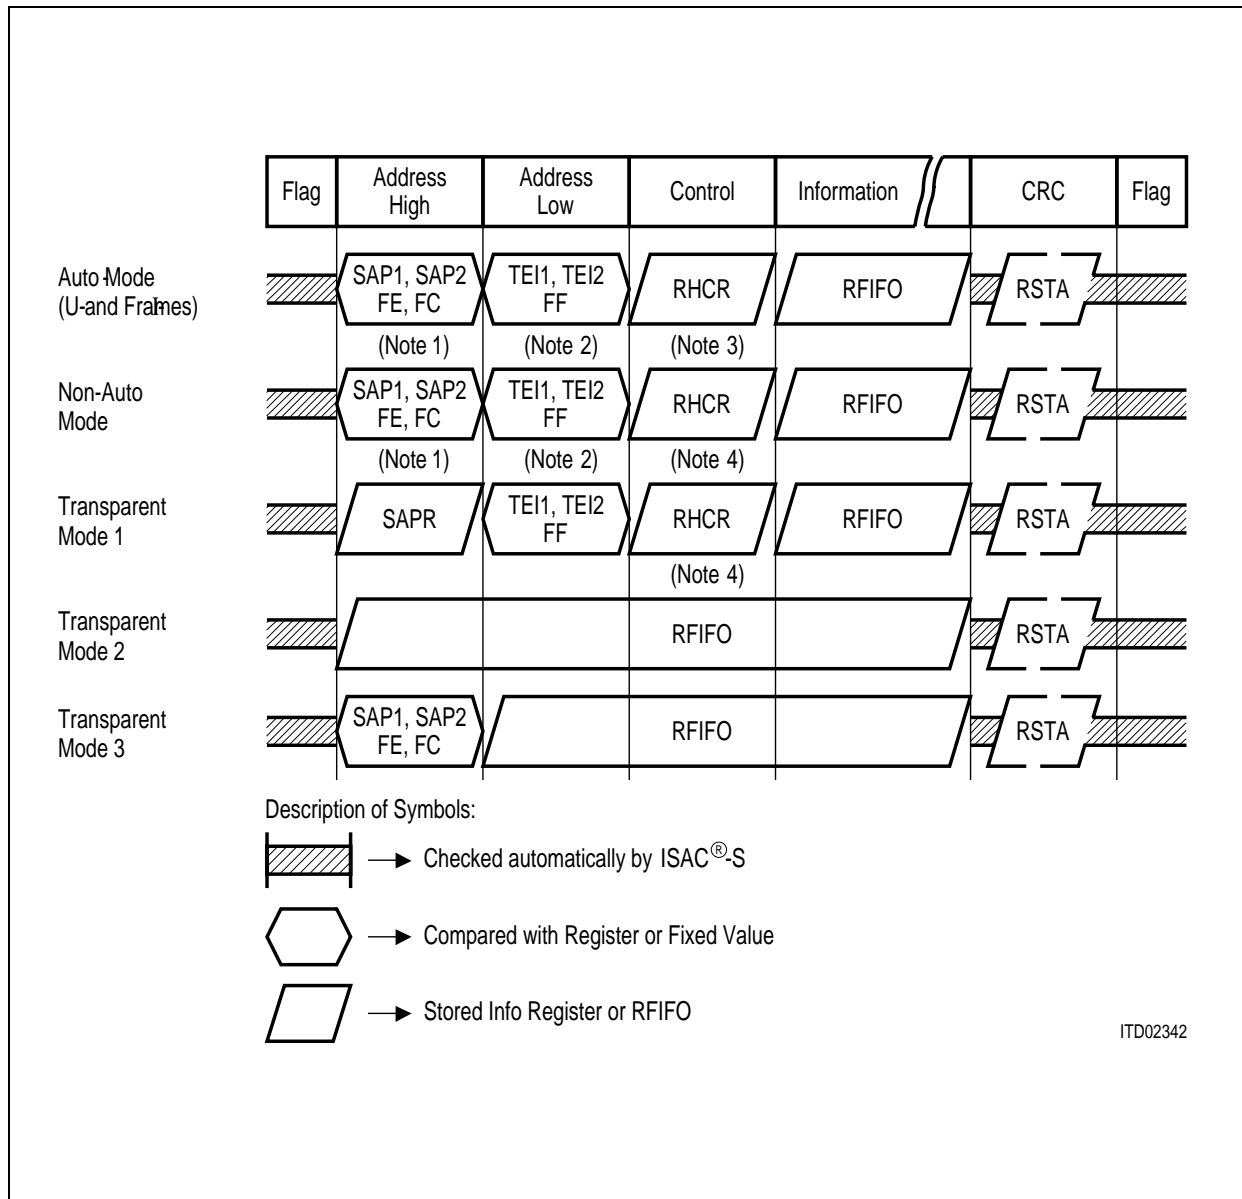 Flag
Address
High
Address
Low
Control
Information
CRC
Flag
Auto-Mode
(U-and Frames)
SAP1, SAP2
FE, FC
TEI1, TEI2
FF
RHCR
RFIFO
RSTA
(Note 1)
(Note 2)
(Note 3)
Non-Auto
Mode
SAP1, SAP2
FE, FC
TEI1, TEI2
FF
RHCR
RFIFO
RSTA
(Note 1)
(Note 2)
(Note 4)
Transparent
Mode 1
SAPR
TEI1, TEI2
FF
RHCR
RFIFO
RSTA
(Note 4)
Transparent
Mode 2
RFIFO
RSTA
Transparent
Mode 3
SAP1, SAP2
FE, FC
RFIFO
RSTA
Description of Symbols:
Checked automatically by ISAC®-S
Compared with Register or Fixed Value
Stored Info Register or RFIFO
ITD02342